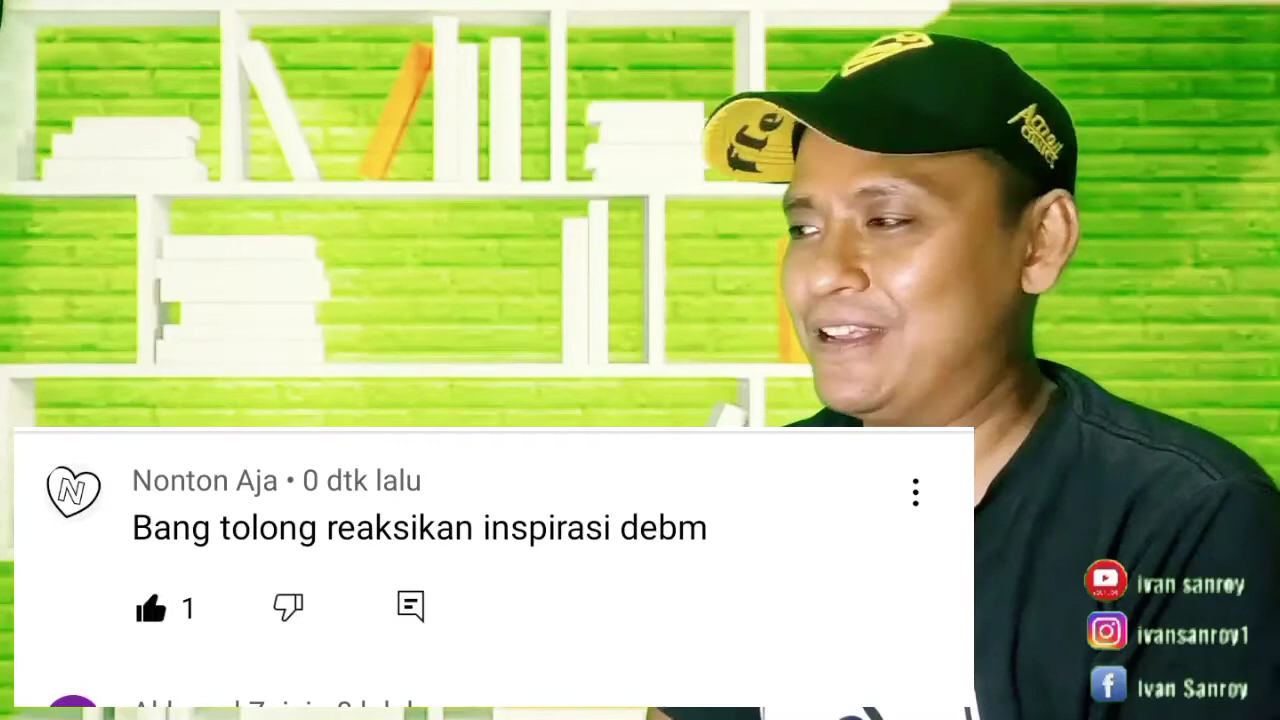 Nonton Aja • 0 dtk lalu
Bang tolong reaksikan inspirasi debm
1
ivan sanroy
ivansanroy1
Ivan Sanroy